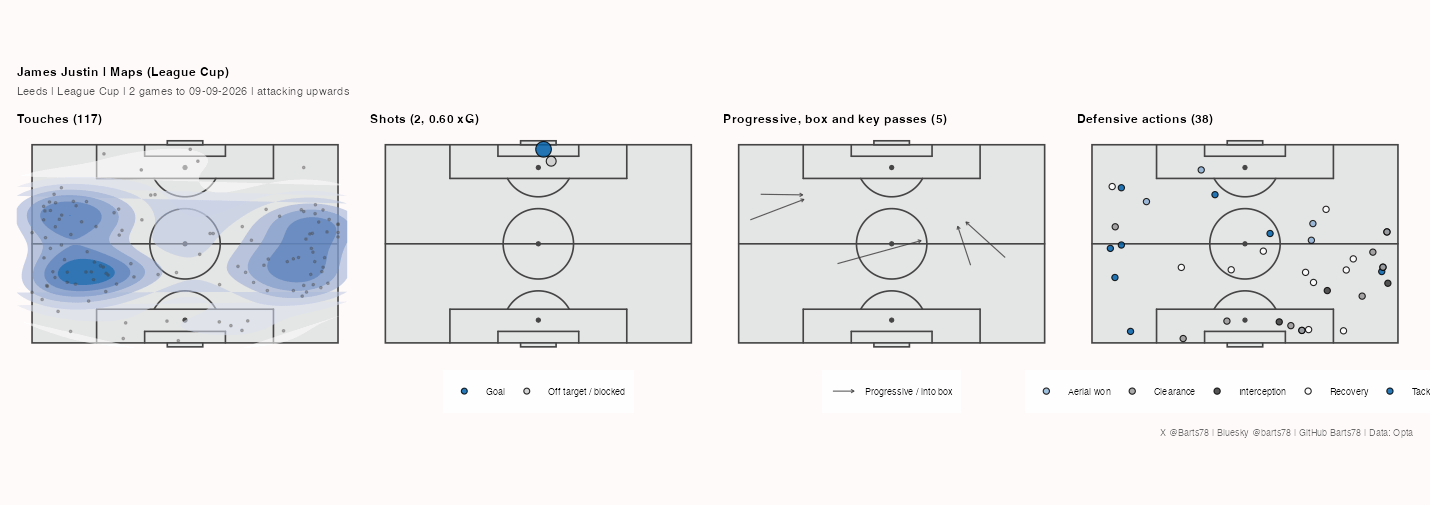 James Justin | Maps (League Cup)
Leeds | League Cup | 2 games to 09-09-2026 | attacking upwards
Touches (117)
Shots (2, 0.60 xG)
Progressive, box and key passes (5)
Defensive actions (38)
Goal
Off target / blocked
Progressive / into box
Aerial won
Clearance
Interception
Recovery
Tack
X @Barts78 | Bluesky @barts78 | GitHub Barts78 | Data: Opta